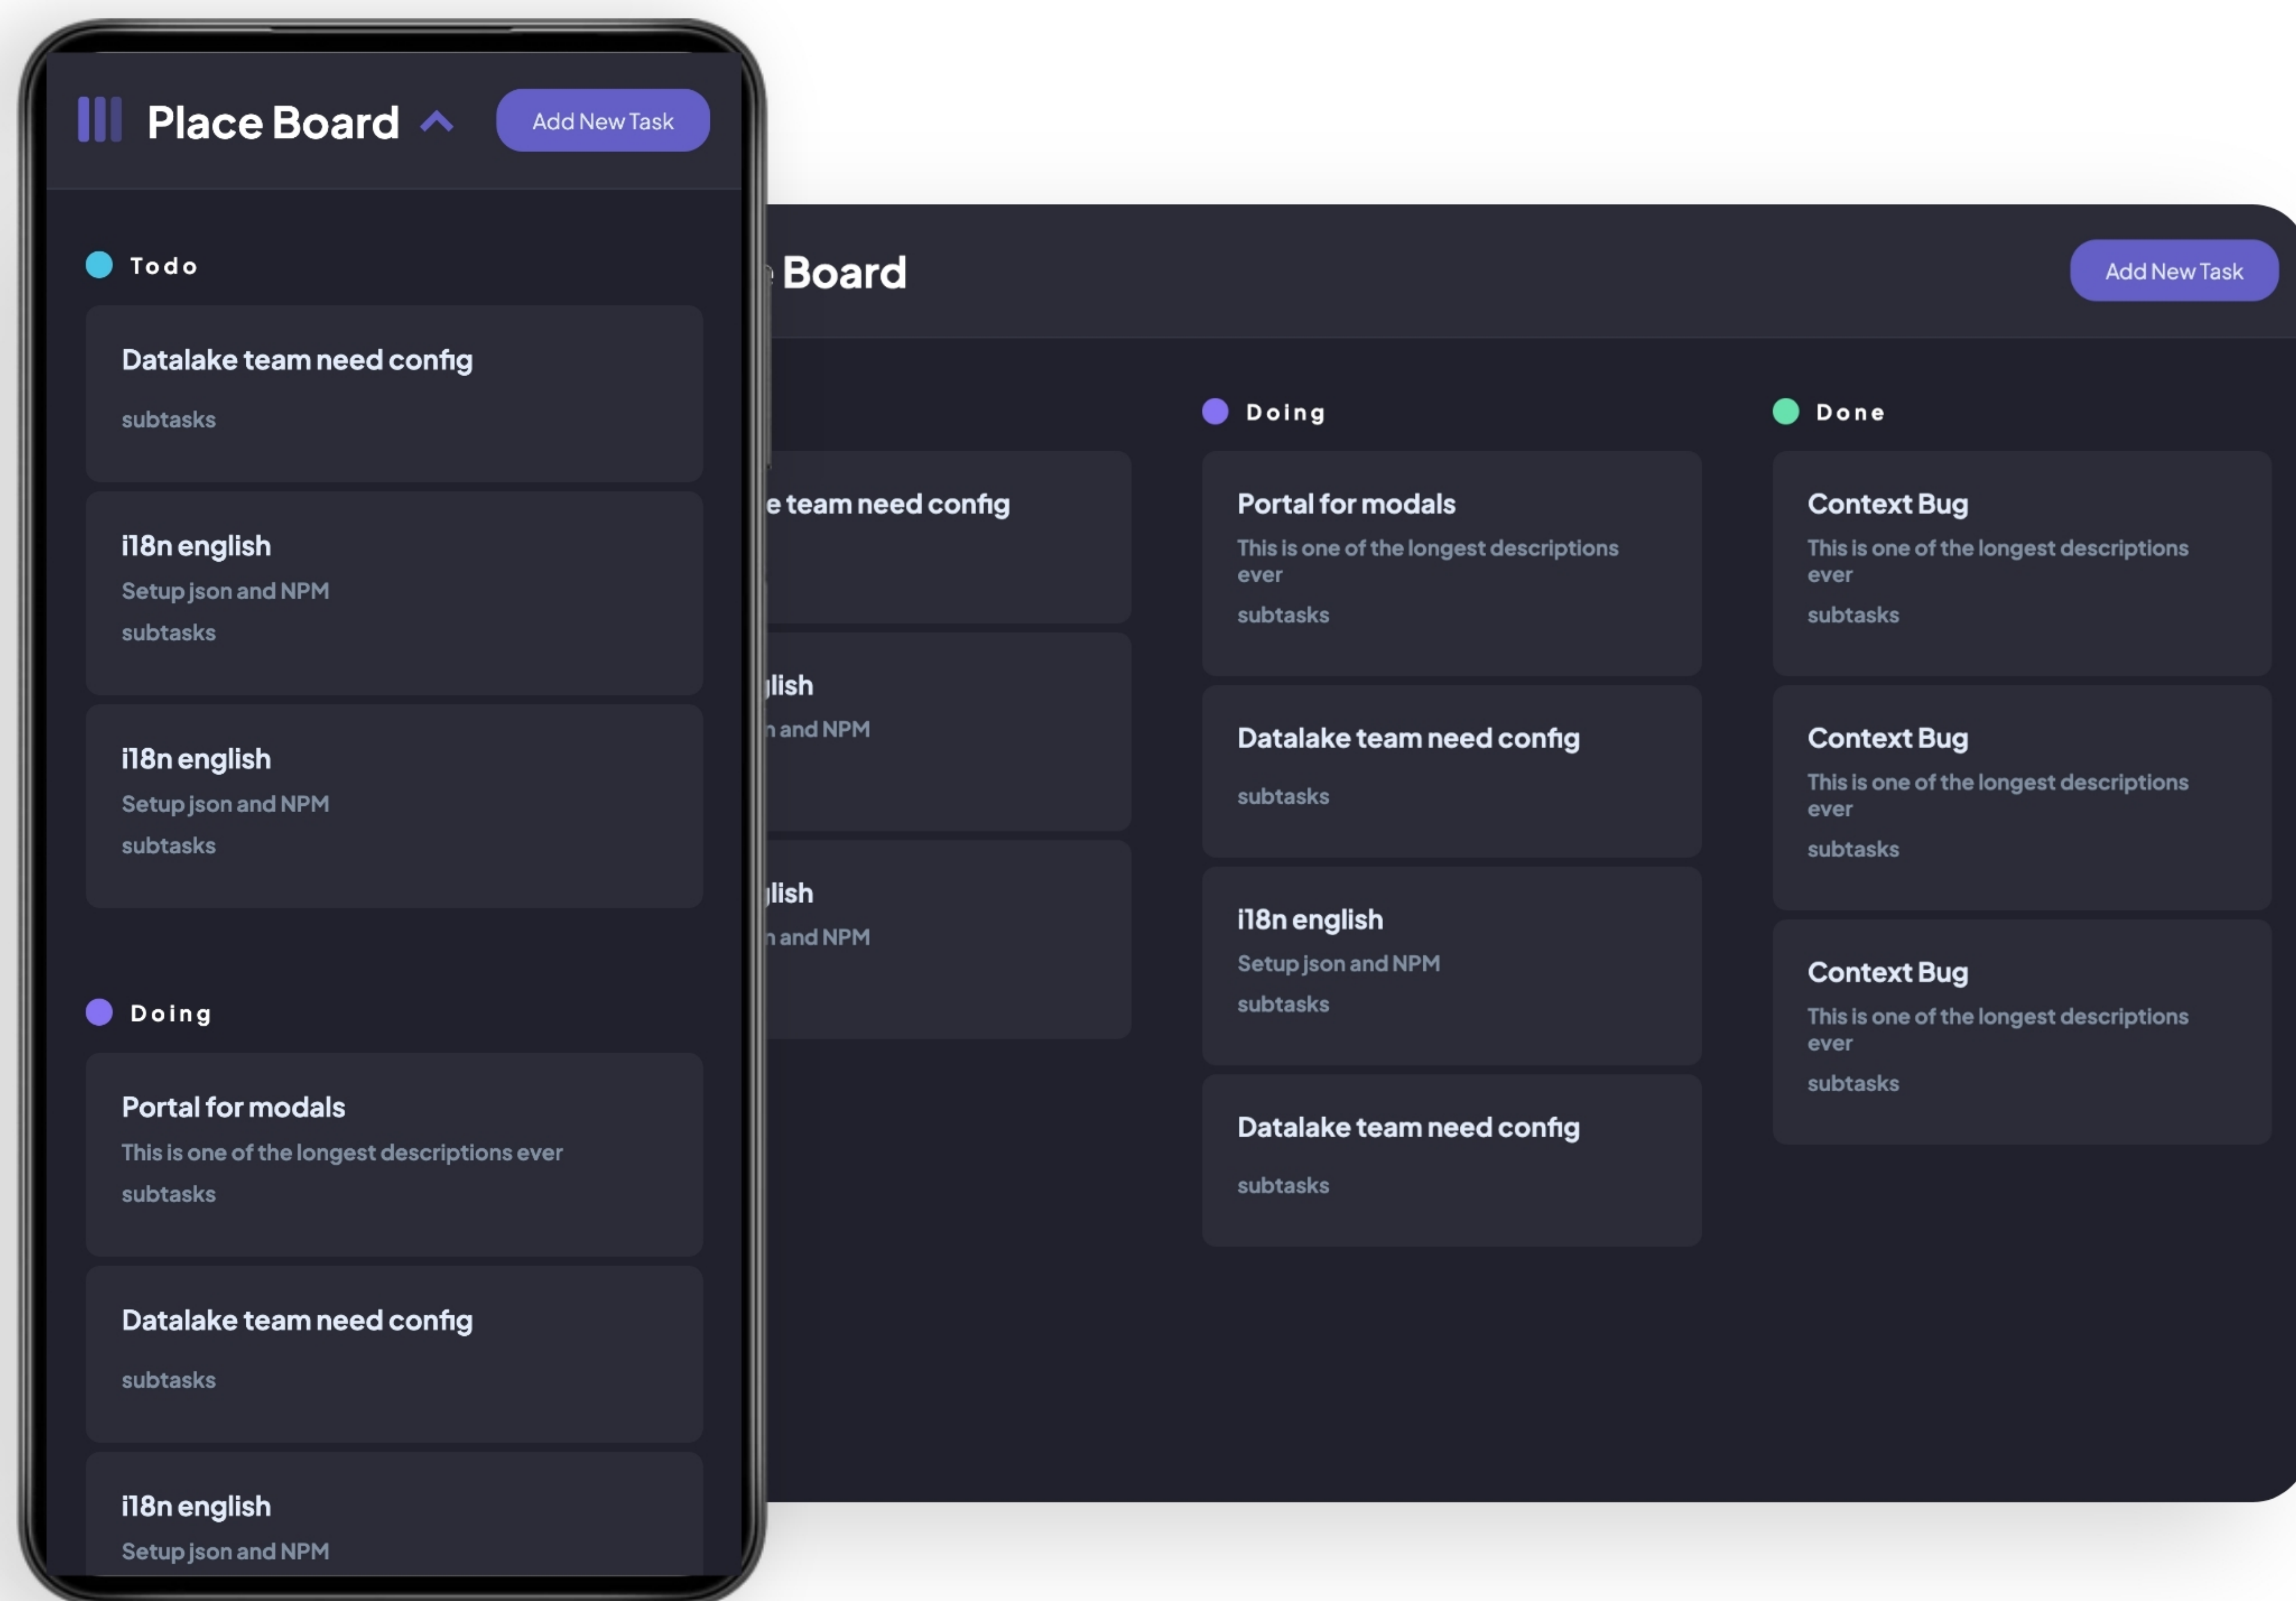 Place Board
Add New Task
Todo
Datalake team need config
subtasks
i18n english
Setup json and NPM
subtasks
i18n english
Setup json and NPM
subtasks
Doing
Portal for modals
This is one of the longest descriptions ever
subtasks
Datalake team need config
subtasks
i18n english
Setup json and NPM
Board
Add New Task
team need config
glish
and NPM
glish
and NPM
Doing
Portal for modals
This is one of the longest descriptions
ever
subtasks
Datalake team need config
subtasks
i18n english
Setup json and NPM
subtasks
Datalake team need config
subtasks
Done
Context Bug
This is one of the longest descriptions
ever
subtasks
Context Bug
This is one of the longest descriptions
ever
subtasks
Context Bug
This is one of the longest descriptions
ever
subtasks